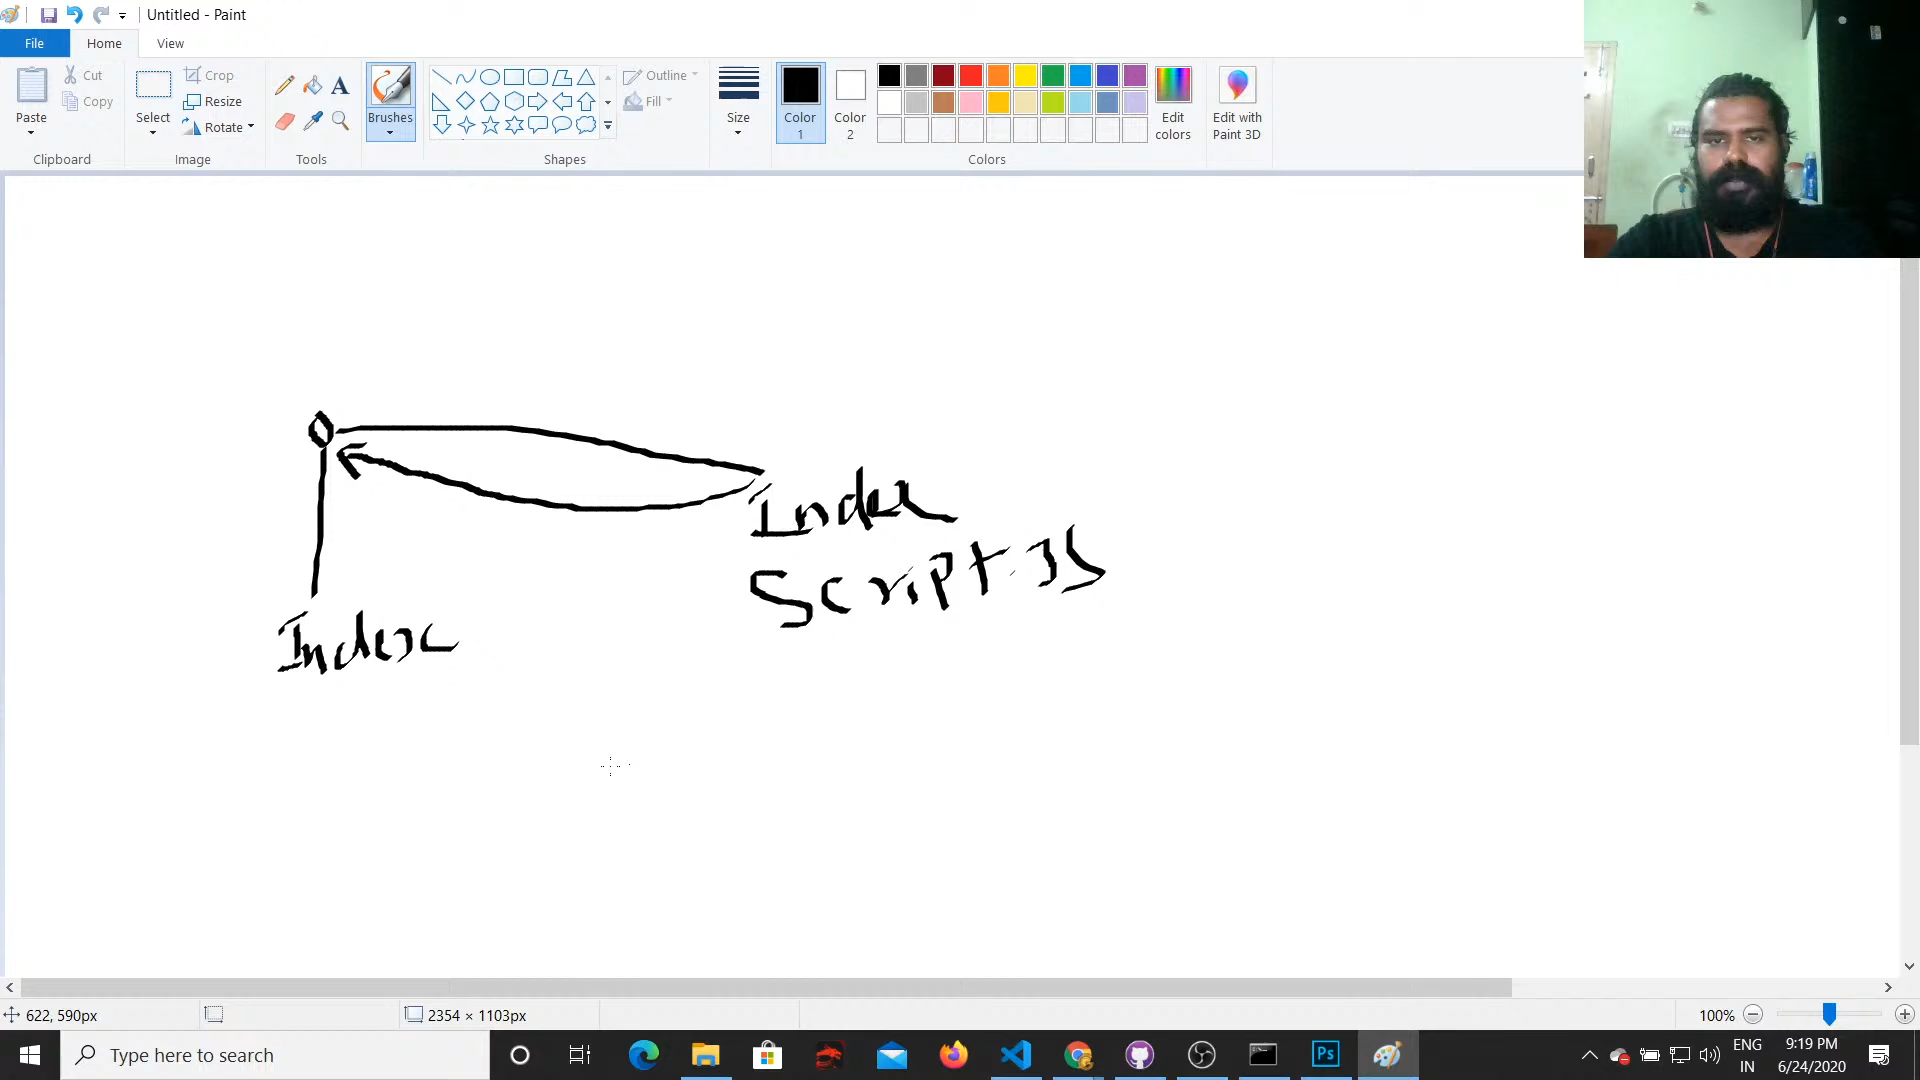 Untitled - Paint
File Home View
Paste
Cut
Copy
Clipboard
Select
Crop
Resize
Rotate
Image
Tools
Brushes
Shapes
Outline
Fill
Size
Color 1
Color 2
Colors
Edit colors
Edit with Paint 3D
Index
Script.JS
Index
622, 590px
2354 × 1103px
100%
Type here to search
Ps
ENG
IN
9:19 PM
6/24/2020